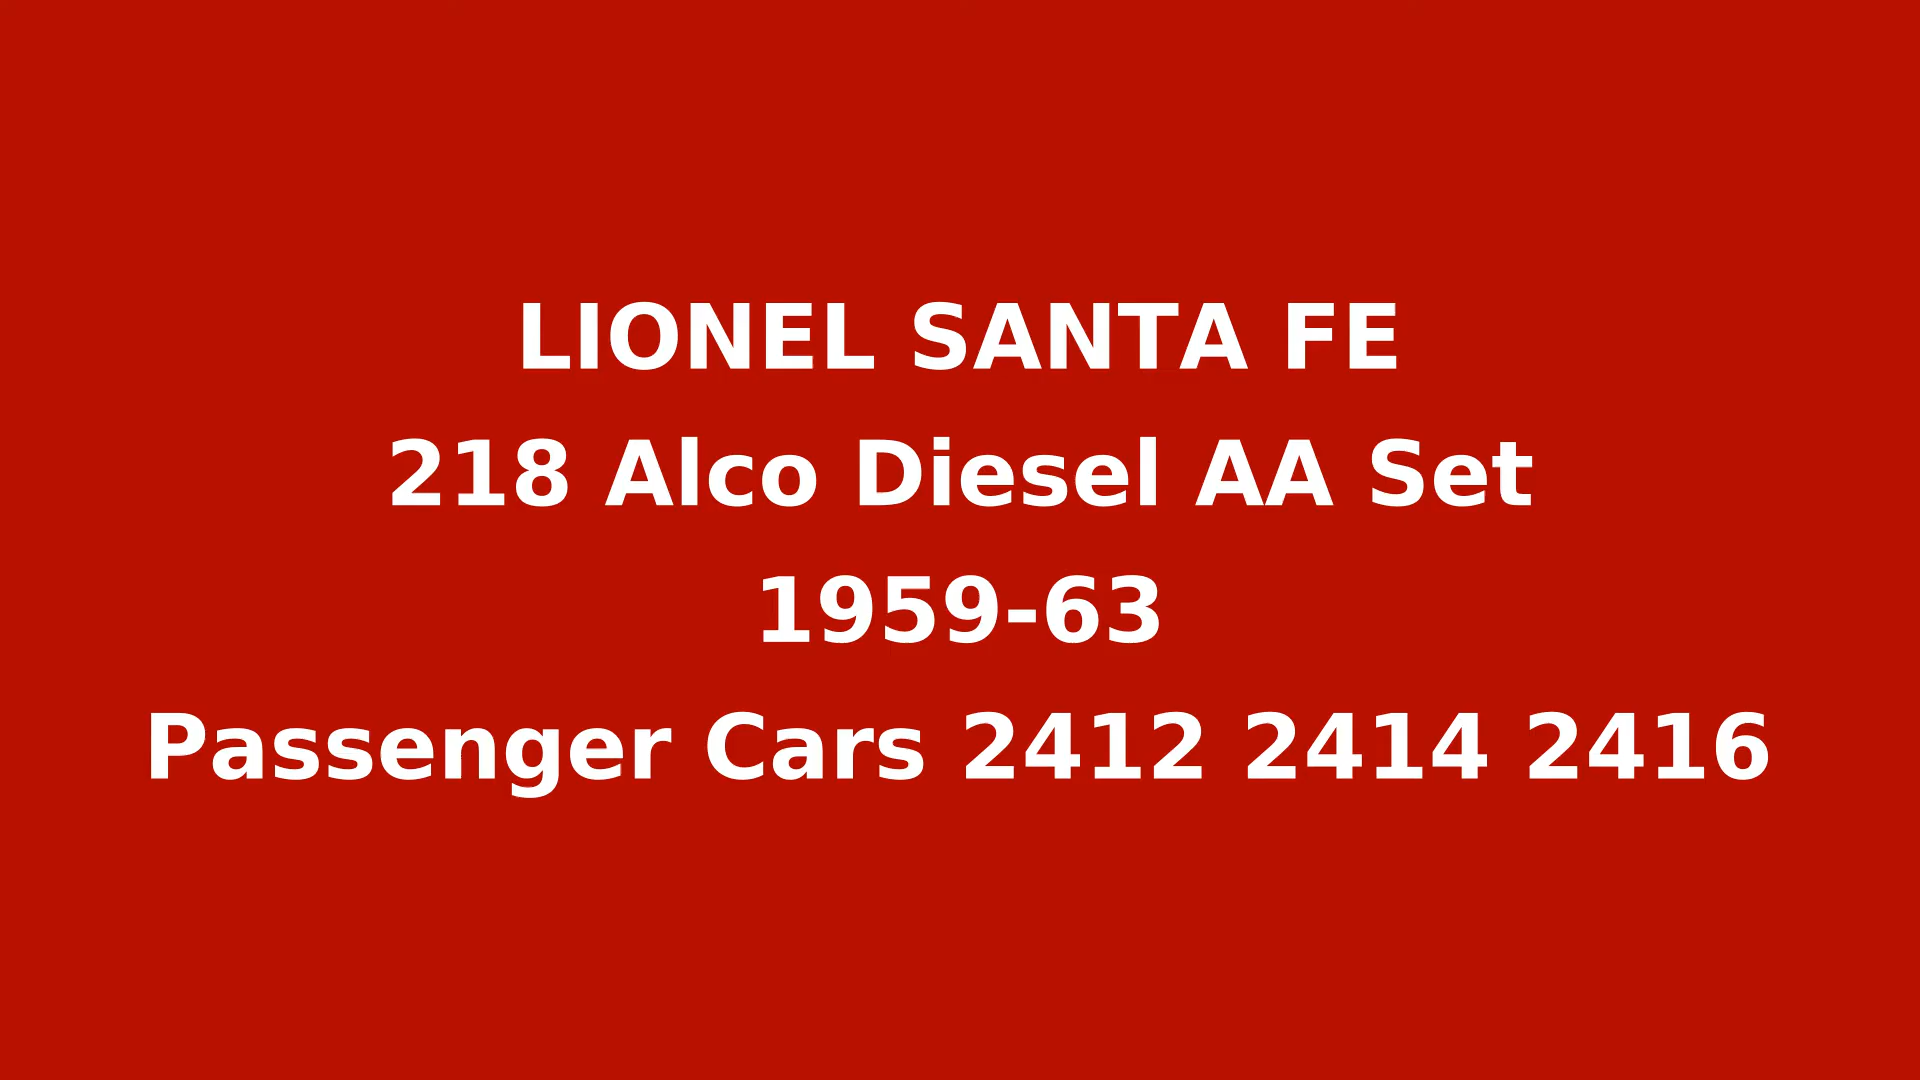 LIONEL SANTA FE
218 Alco Diesel AA Set
1959-63
Passenger Cars 2412 2414 2416